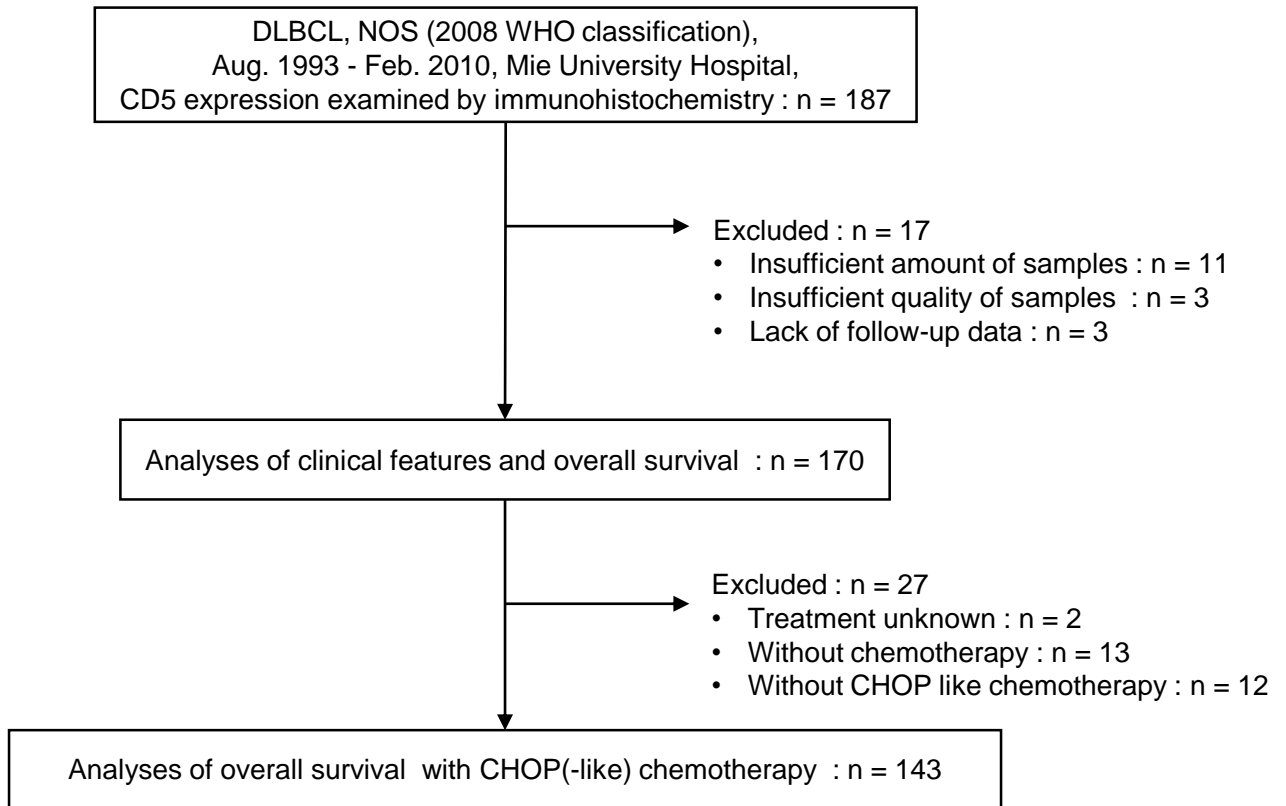 DLBCL, NOS (2008 WHO classification),
Aug. 1993 - Feb. 2010, Mie University Hospital,
CD5 expression examined by immunohistochemistry : n = 187
Excluded : n = 17
• Insufficient amount of samples : n = 11
• Insufficient quality of samples : n = 3
• Lack of follow-up data : n = 3
Analyses of clinical features and overall survival : n = 170
Excluded : n = 27
• Treatment unknown : n = 2
• Without chemotherapy : n = 13
• Without CHOP like chemotherapy : n = 12
Analyses of overall survival with CHOP(-like) chemotherapy : n = 143